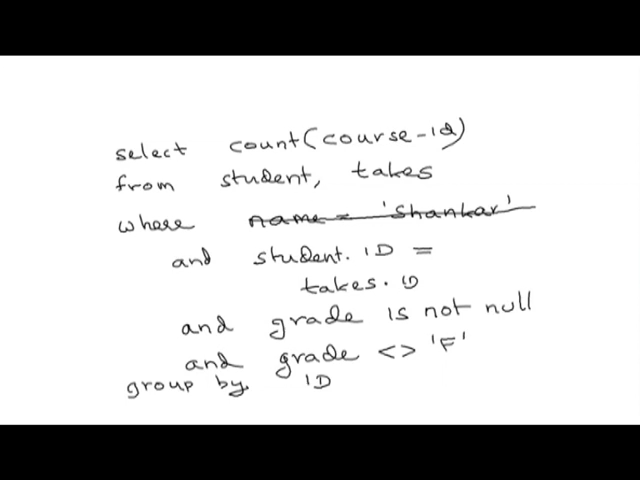 select count(course-id)
from student, takes
where name = 'Shankar'
and student.ID =
takes.ID
and grade is not null
and grade <> 'F'
group by ID